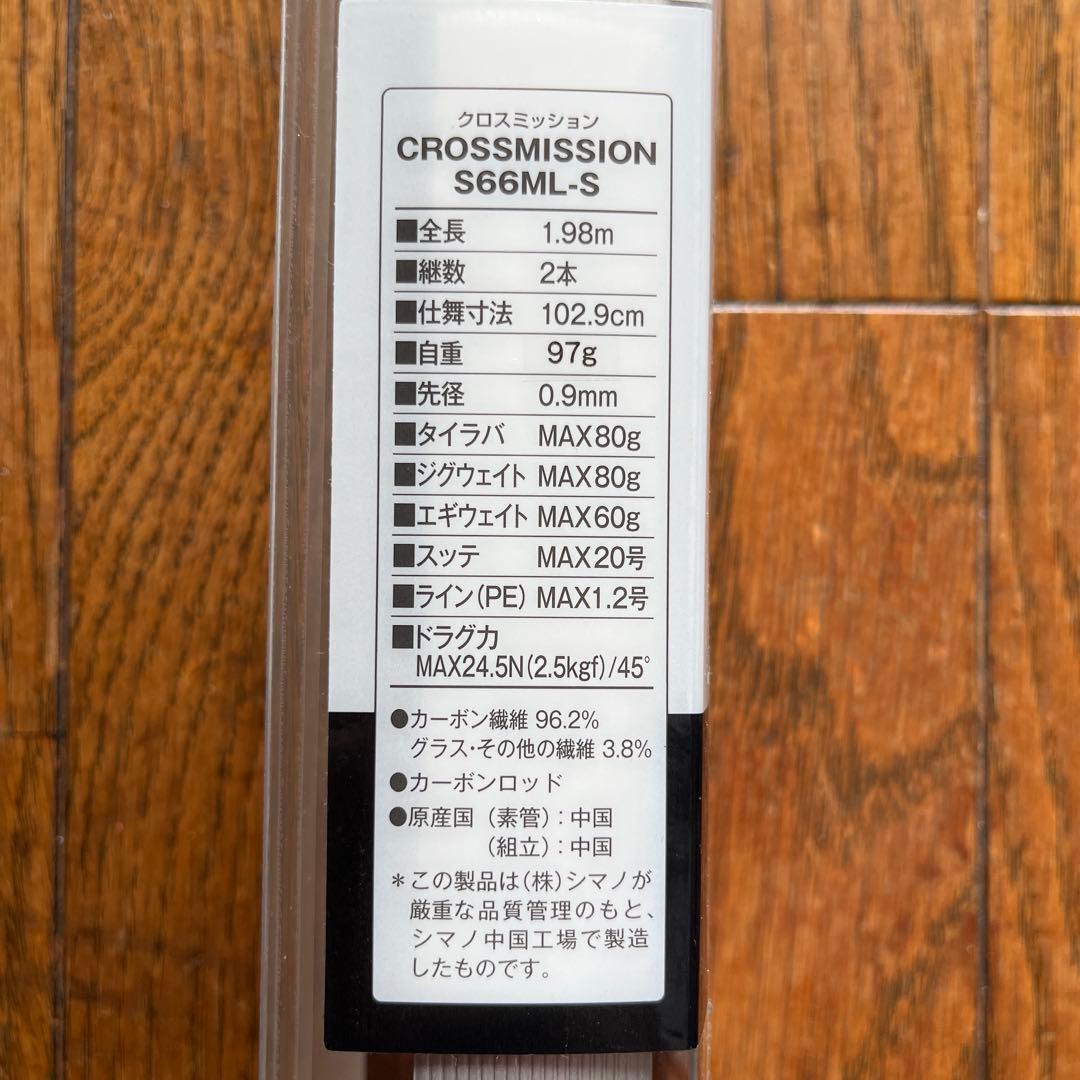 クロスミッション
CROSSMISSION
S66ML-S
■全長 1.98m
■継数 2本
■仕舞寸法 102.9cm
■自重 97g
■先径 0.9mm
■タイラバ MAX80g
■ジグウェイト MAX80g
■エギウェイト MAX60g
■スッテ MAX20号
■ライン(PE) MAX1.2号
■ドラグ力
MAX24.5N(2.5kgf)/45°
●カーボン繊維 96.2%
グラス・その他の繊維 3.8%
●カーボンロッド
●原産国（素管）：中国
（組立）：中国
＊この製品は(株)シマノが
厳重な品質管理のもと、
シマノ中国工場で製造
したものです。